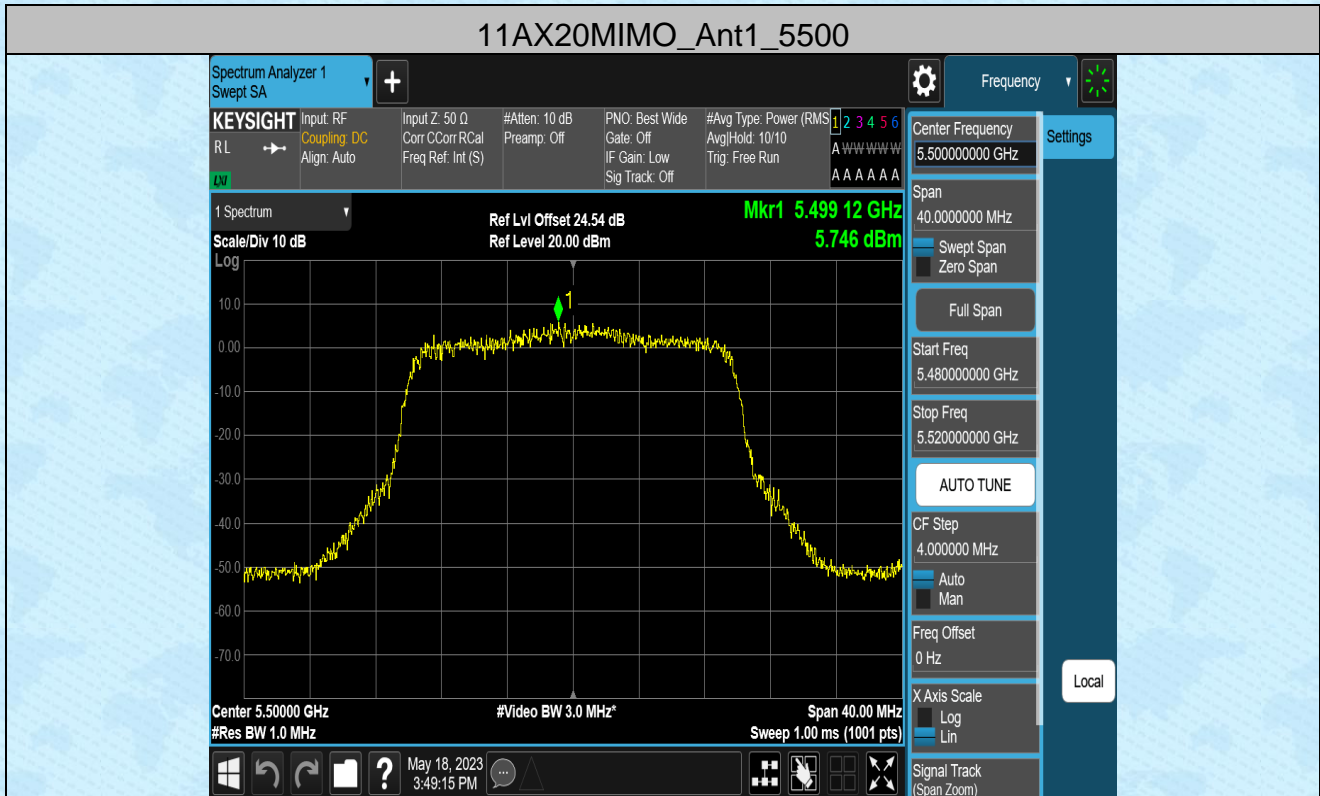 11AX20MIMO_Ant1_5500
Spectrum Analyzer 1
Swept SA
+
Frequency
KEYSIGHT
RL
LXI
Input: RF
Coupling: DC
Align: Auto
Input Z: 50 Ω
Corr CCorr RCal
Freq Ref: Int (S)
#Atten: 10 dB
Preamp: Off
PNO: Best Wide
Gate: Off
IF Gain: Low
Sig Track: Off
#Avg Type: Power (RMS
Avg|Hold: 10/10
Trig: Free Run
1 2 3 4 5 6
A W W W W W
A A A A A A
1 Spectrum
Scale/Div 10 dB
Log
Ref Lvl Offset 24.54 dB
Ref Level 20.00 dBm
Mkr1 5.499 12 GHz
5.746 dBm
1
10.0
0.00
-10.0
-20.0
-30.0
-40.0
-50.0
-60.0
-70.0
Center 5.50000 GHz
#Res BW 1.0 MHz
#Video BW 3.0 MHz*
Span 40.00 MHz
Sweep 1.00 ms (1001 pts)
?
May 18, 2023
3:49:15 PM
Center Frequency
5.500000000 GHz
Settings
Span
40.0000000 MHz
Swept Span
Zero Span
Full Span
Start Freq
5.480000000 GHz
Stop Freq
5.520000000 GHz
AUTO TUNE
CF Step
4.000000 MHz
Auto
Man
Freq Offset
0 Hz
X Axis Scale
Log
Lin
Local
Signal Track
(Span Zoom)